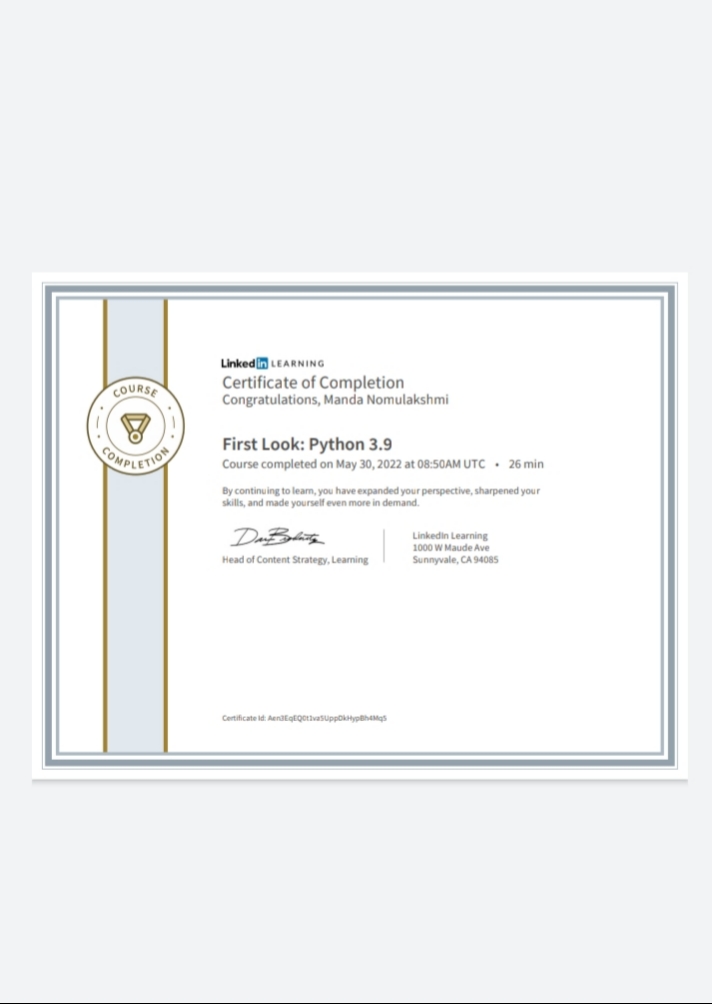 COURSE
COMPLETION
Linked in LEARNING
Certificate of Completion
Congratulations, Manda Nomulakshmi
First Look: Python 3.9
Course completed on May 30, 2022 at 08:50AM UTC • 26 min
By continuing to learn, you have expanded your perspective, sharpened your
skills, and made yourself even more in demand.
Head of Content Strategy, Learning
LinkedIn Learning
1000 W Maude Ave
Sunnyvale, CA 94085
Certificate Id: